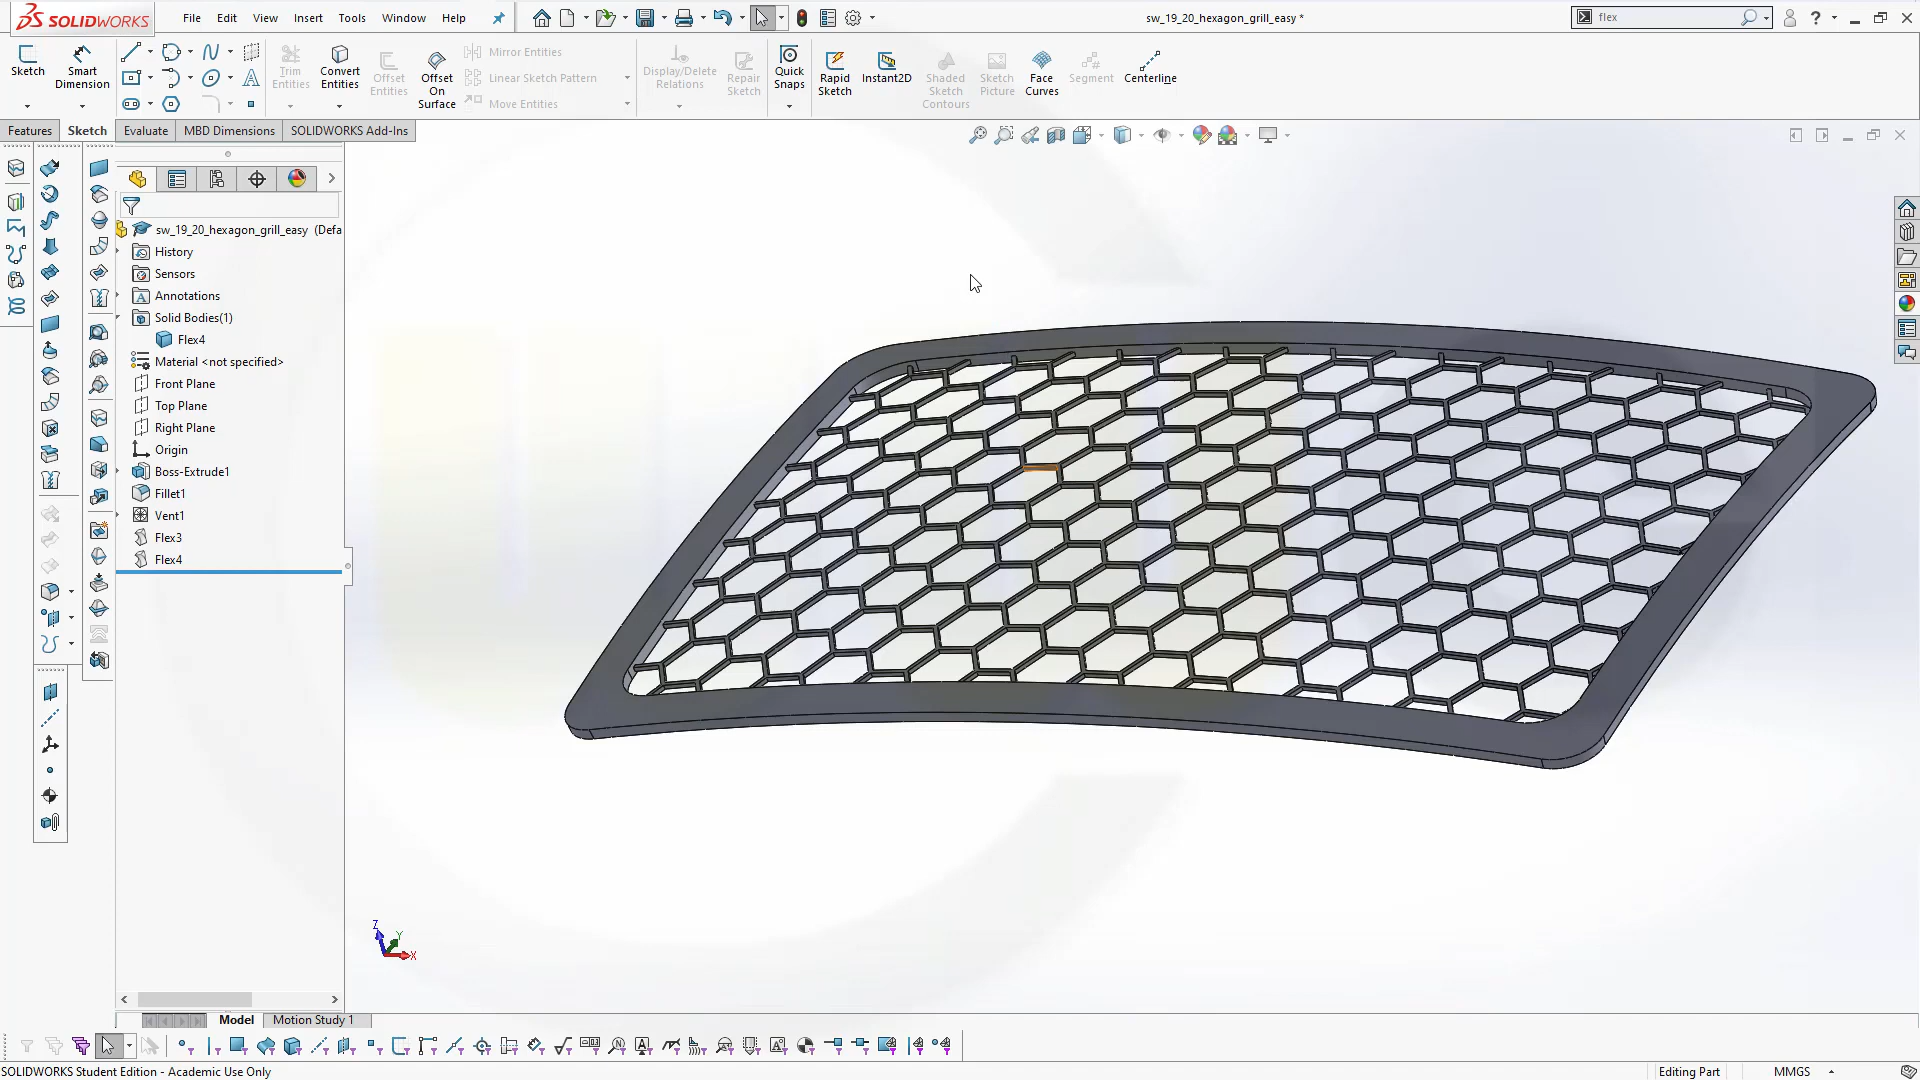 SOLIDWORKS
File Edit View Insert Tools Window Help
sw_19_20_hexagon_grill_easy *
flex
Sketch
Smart Dimension
Trim Entities
Convert Entities
Offset Entities
Offset On Surface
Mirror Entities
Linear Sketch Pattern
Move Entities
Display/Delete Relations
Repair Sketch
Quick Snaps
Rapid Sketch
Instant2D
Shaded Sketch Contours
Sketch Picture
Face Curves
Segment
Centerline
Features Sketch Evaluate MBD Dimensions SOLIDWORKS Add-Ins
sw_19_20_hexagon_grill_easy (Defa
History
Sensors
Annotations
Solid Bodies(1)
Flex4
Material <not specified>
Front Plane
Top Plane
Right Plane
Origin
Boss-Extrude1
Fillet1
Vent1
Flex3
Flex4
Z
Y
X
Model Motion Study 1
SOLIDWORKS Student Edition - Academic Use Only
Editing Part MMGS